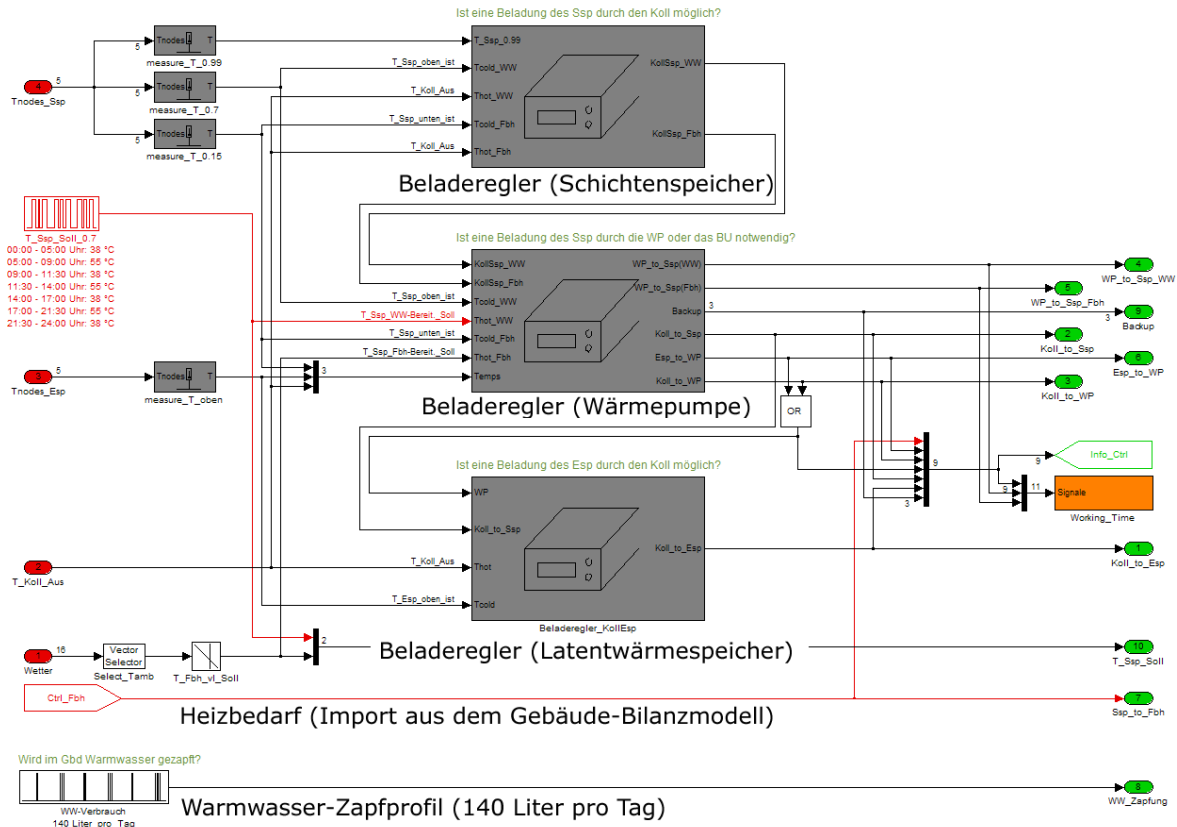 Ist eine Beladung des Ssp durch den Koll möglich?
4
5
Tnodes_Ssp
5
Tnodes T
measure_T_0.99
5
Tnodes T
measure_T_0.7
5
Tnodes T
measure_T_0.15
T_Ssp_oben_ist
T_Koll_Aus
T_Ssp_unten_ist
T_Koll_Aus
T_Ssp_0.99
Tcold_WW
Thot_WW
Tcold_Fbh
Thot_Fbh
KollSsp_WW
KollSsp_Fbh
Beladeregler (Schichtenspeicher)
T_Ssp_Soll_0.7
00:00 - 05:00 Uhr: 38 °C
05:00 - 09:00 Uhr: 55 °C
09:00 - 11:30 Uhr: 38 °C
11:30 - 14:00 Uhr: 55 °C
14:00 - 17:00 Uhr: 38 °C
17:00 - 21:30 Uhr: 55 °C
21:30 - 24:00 Uhr: 38 °C
Ist eine Beladung des Ssp durch die WP oder das BU notwendig?
T_Ssp_oben_ist
T_Ssp_WW-Bereit._Soll
T_Ssp_unten_ist
T_Ssp_Fbh-Bereit._Soll
KollSsp_WW
KollSsp_Fbh
Tcold_WW
Thot_WW
Tcold_Fbh
Thot_Fbh
Temps
WP_to_Ssp(WW)
WP_to_Ssp(Fbh)
Backup
Koll_to_Ssp
Esp_to_WP
Koll_to_WP
3
4
WP_to_Ssp_WW
5
WP_to_Ssp_Fbh
3
9
Backup
2
Koll_to_Ssp
6
Esp_to_WP
3
Koll_to_WP
3
5
Tnodes_Esp
Tnodes T
measure_T_oben
3
Beladeregler (Wärmepumpe)
OR
Ist eine Beladung des Esp durch den Koll möglich?
WP
Koll_to_Ssp
Thot
Tcold
T_Koll_Aus
T_Esp_oben_ist
Koll_to_Esp
Beladeregler_KollEsp
3
9
9
11
9
Info_Ctrl
Signale
Working_Time
1
Koll_to_Esp
2
T_Koll_Aus
1
16
Wetter
Vector
Selector
Select_Tamb
T_Fbh_vl_Soll
2
Beladeregler (Latentwärmespeicher)
10
T_Ssp_Soll
Ctrl_Fbh
Heizbedarf (Import aus dem Gebäude-Bilanzmodell)
7
Ssp_to_Fbh
Wird im Gbd Warmwasser gezapft?
WW-Verbrauch
140 Liter pro Tag
Warmwasser-Zapfprofil (140 Liter pro Tag)
8
WW_Zapfung